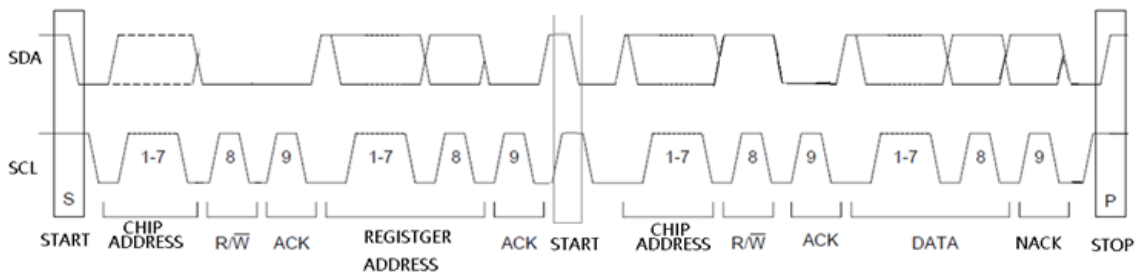 SDA
SCL
1-7 8 9 1-7 8 9 1-7 8 9 1-7 8 9
S P
START CHIP ADDRESS R/W̅ ACK REGISTGER ADDRESS ACK START CHIP ADDRESS R/W̅ ACK DATA NACK STOP